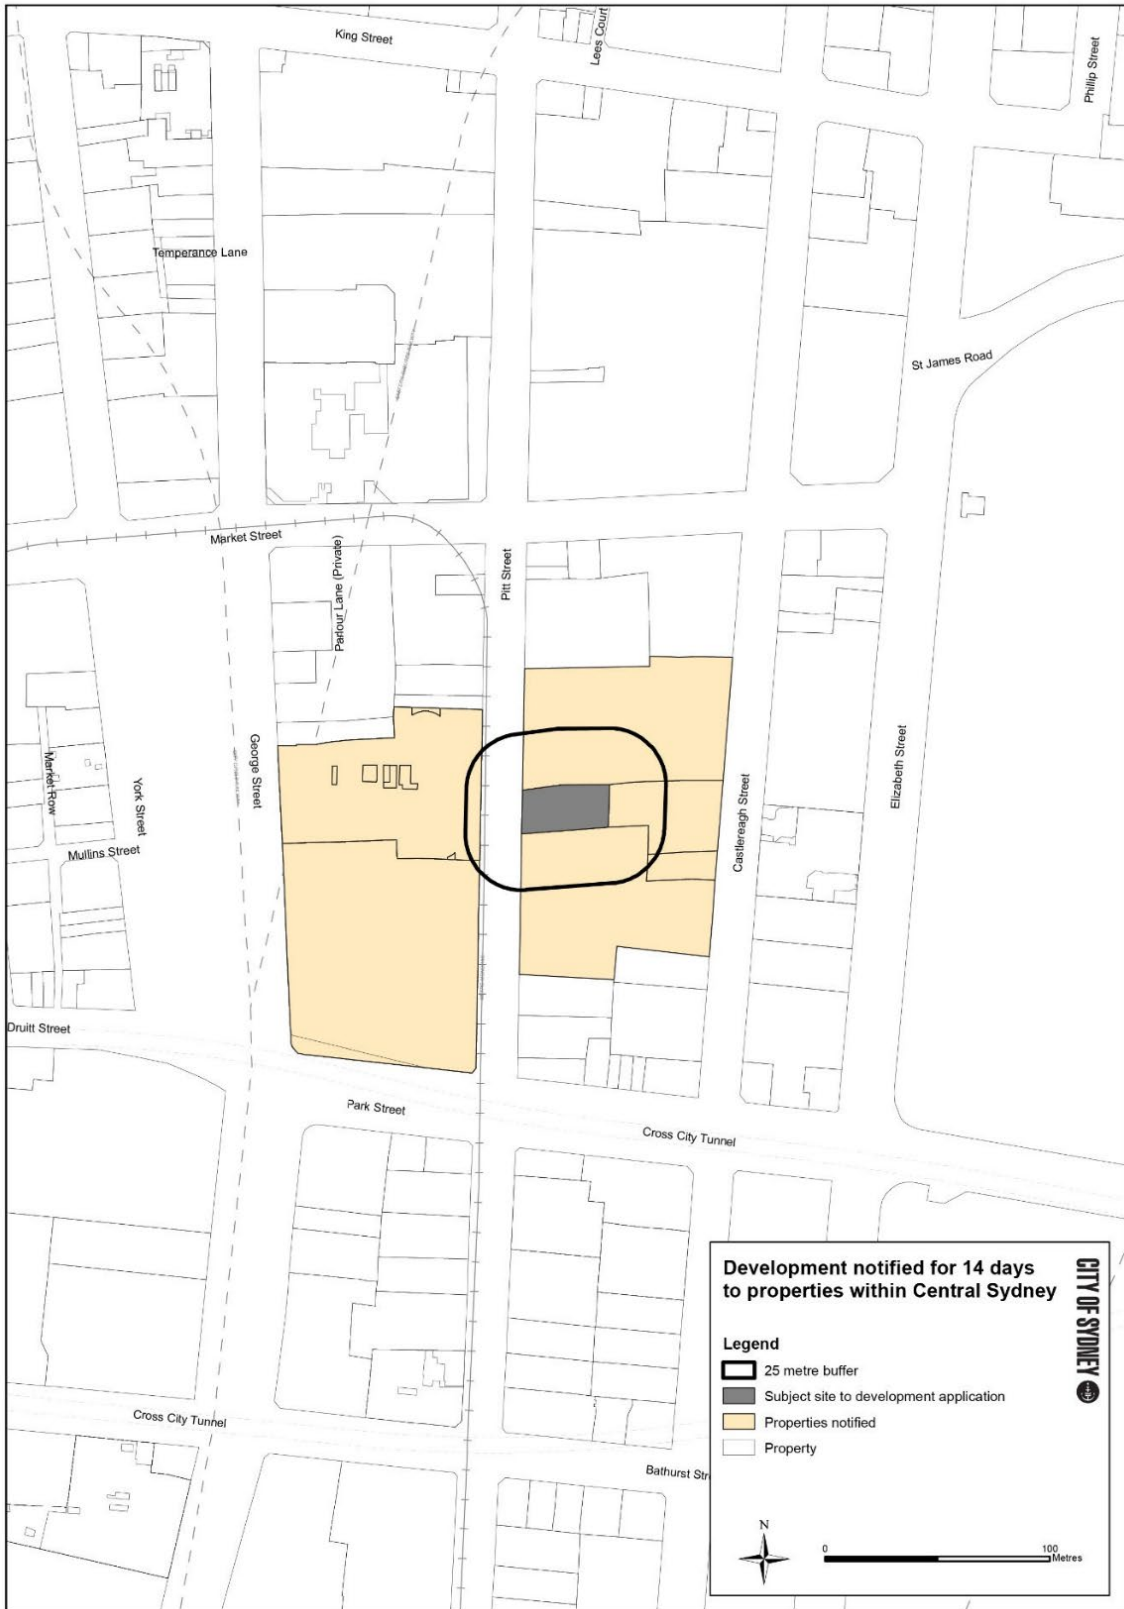 King Street
Lees Court
Phillip Street
Temperance Lane
St James Road
Market Street
Parlour Lane (Private)
Pitt Street
George Street
Market Row
York Street
Mullins Street
Castlereagh Street
Elizabeth Street
Druitt Street
Park Street
Cross City Tunnel
Cross City Tunnel
Bathurst Stre
Development notified for 14 days
to properties within Central Sydney
CITY OF SYDNEY
Legend
25 metre buffer
Subject site to development application
Properties notified
Property
N
0 100
Metres